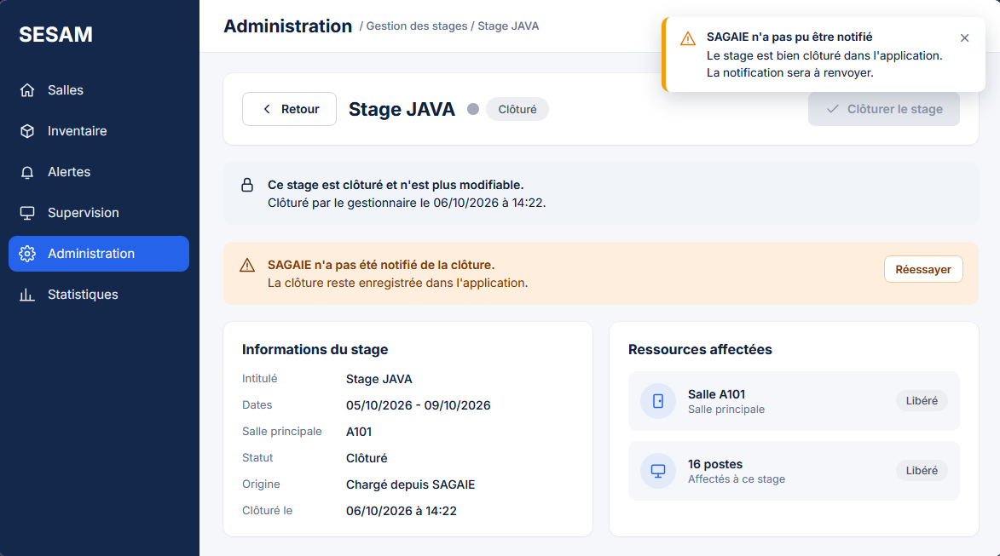 SESAM
Salles
Inventaire
Alertes
Supervision
Administration
Statistiques
Administration / Gestion des stages / Stage JAVA
SAGAIE n'a pas pu être notifié
Le stage est bien clôturé dans l'application.
La notification sera à renvoyer.
Retour
Stage JAVA
Clôturé
Clôturer le stage
Ce stage est clôturé et n'est plus modifiable.
Clôturé par le gestionnaire le 06/10/2026 à 14:22.
SAGAIE n'a pas été notifié de la clôture.
La clôture reste enregistrée dans l'application.
Réessayer
Informations du stage
Intitulé Stage JAVA
Dates 05/10/2026 - 09/10/2026
Salle principale A101
Statut Clôturé
Origine Chargé depuis SAGAIE
Clôturé le 06/10/2026 à 14:22
Ressources affectées
Salle A101
Salle principale
Libéré
16 postes
Affectés à ce stage
Libéré